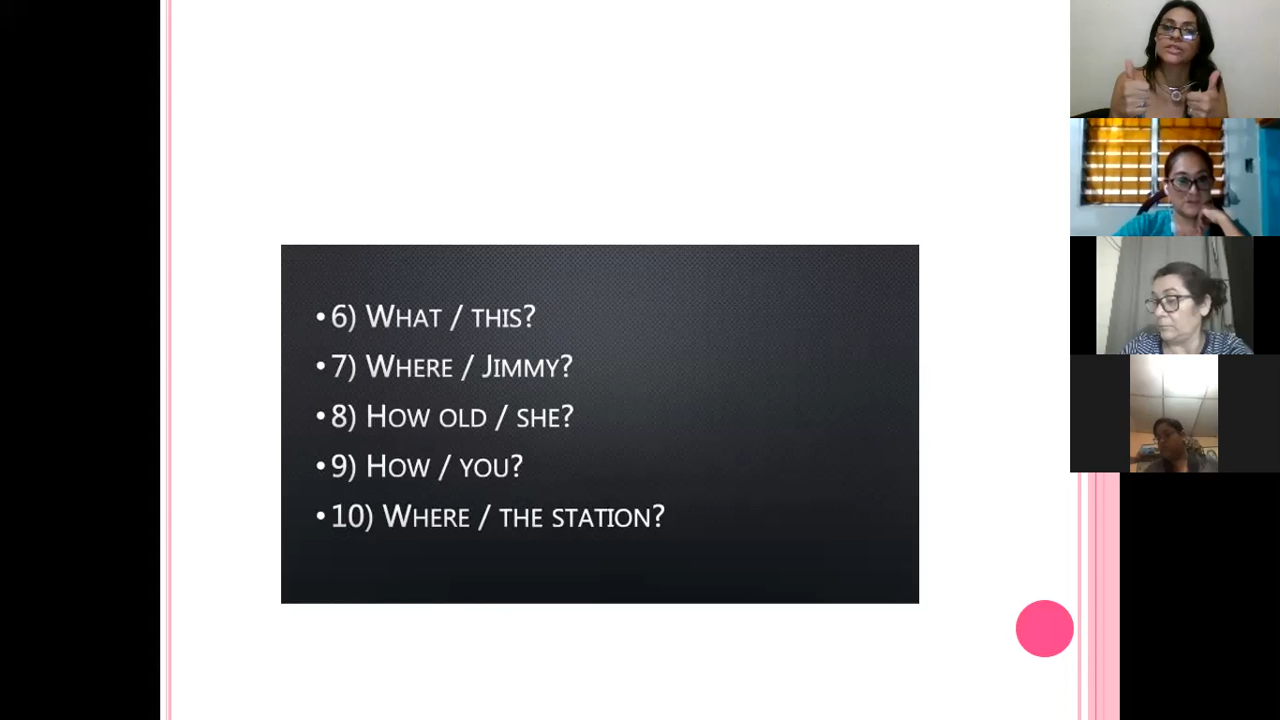 • 6) What / this?
• 7) Where / Jimmy?
• 8) How old / she?
• 9) How / you?
• 10) Where / the station?